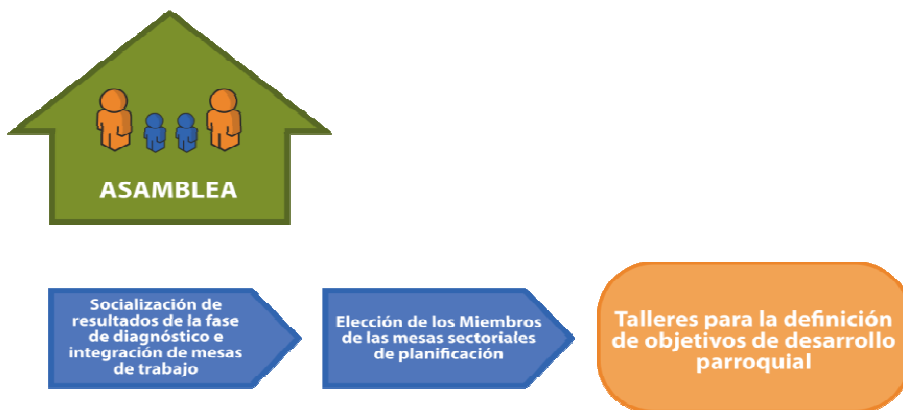 ASAMBLEA
Socialización de
resultados de la fase
de diagnóstico e
integración de mesas
de trabajo
Elección de los Miembros
de las mesas sectoriales
de planificación
Talleres para la definición
de objetivos de desarrollo
parroquial